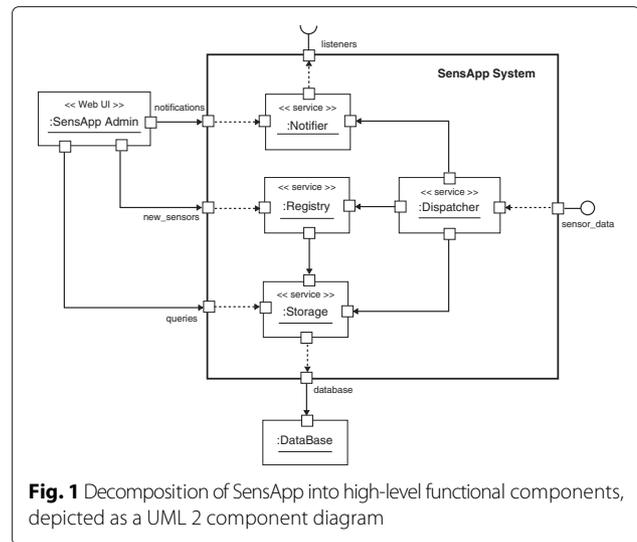 listeners
SensApp System
<< Web UI >>
:SensApp Admin
notifications
<< service >>
:Notifier
<< service >>
:Registry
<< service >>
:Dispatcher
sensor_data
new_sensors
<< service >>
:Storage
queries
database
:DataBase
Fig. 1 Decomposition of SensApp into high-level functional components,
depicted as a UML 2 component diagram